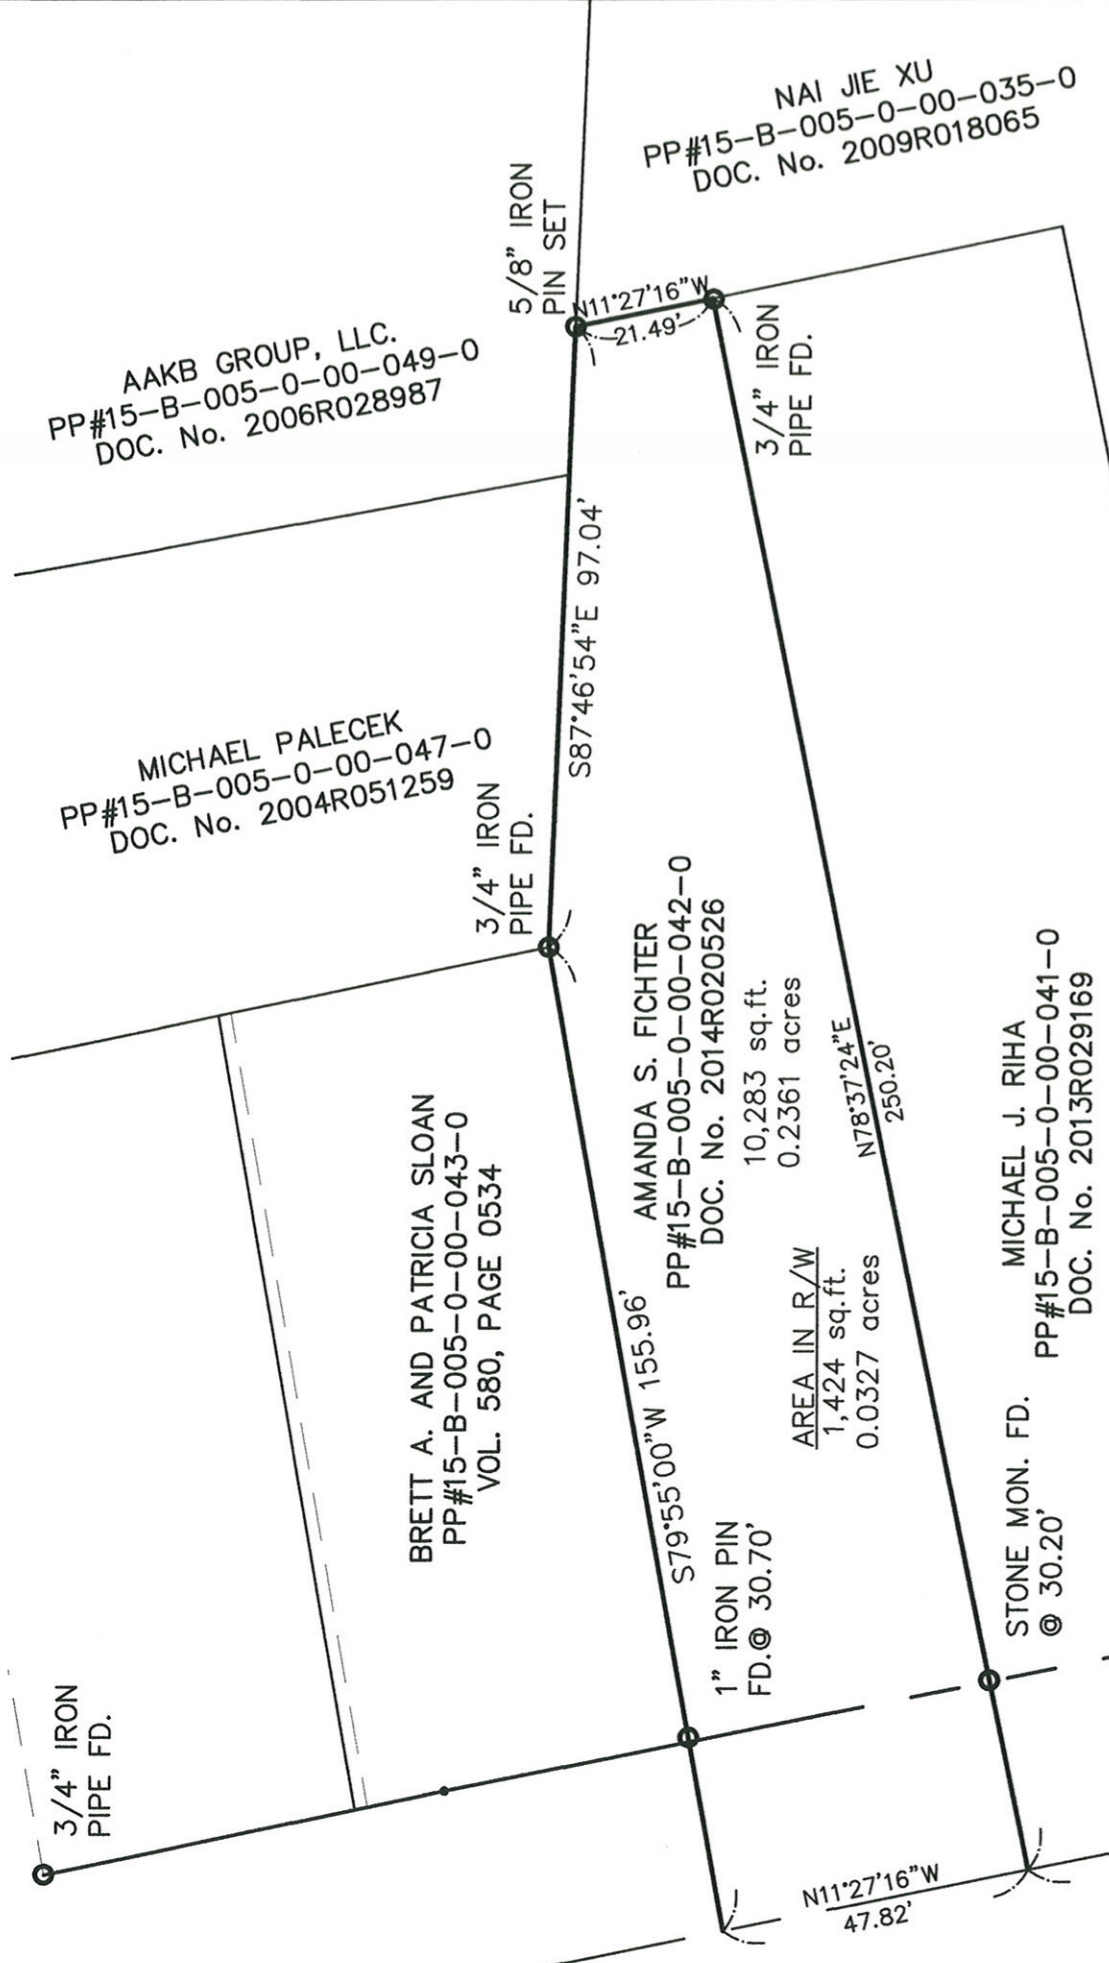 NAI JIE XU
PP#15-B-005-0-00-035-0
DOC. No. 2009R018065
5/8" IRON
PIN SET
N11°27'16"W
21.49'
3/4" IRON
PIPE FD.
AAKB GROUP, LLC.
PP#15-B-005-0-00-049-0
DOC. No. 2006R028987
S87°46'54"E 97.04'
MICHAEL PALECEK
PP#15-B-005-0-00-047-0
DOC. No. 2004R051259
3/4" IRON
PIPE FD.
AMANDA S. FICHTER
PP#15-B-005-0-00-042-0
DOC. No. 2014R020526
10,283 sq.ft.
0.2361 acres
N78°37'24"E
250.20'
BRETT A. AND PATRICIA SLOAN
PP#15-B-005-0-00-043-0
VOL. 580, PAGE 0534
S79°55'00"W 155.96'
AREA IN R/W
1,424 sq.ft.
0.0327 acres
MICHAEL J. RIHA
PP#15-B-005-0-00-041-0
DOC. No. 2013R029169
1" IRON PIN
FD.@ 30.70'
STONE MON. FD.
@ 30.20'
3/4" IRON
PIPE FD.
N11°27'16"W
47.82'